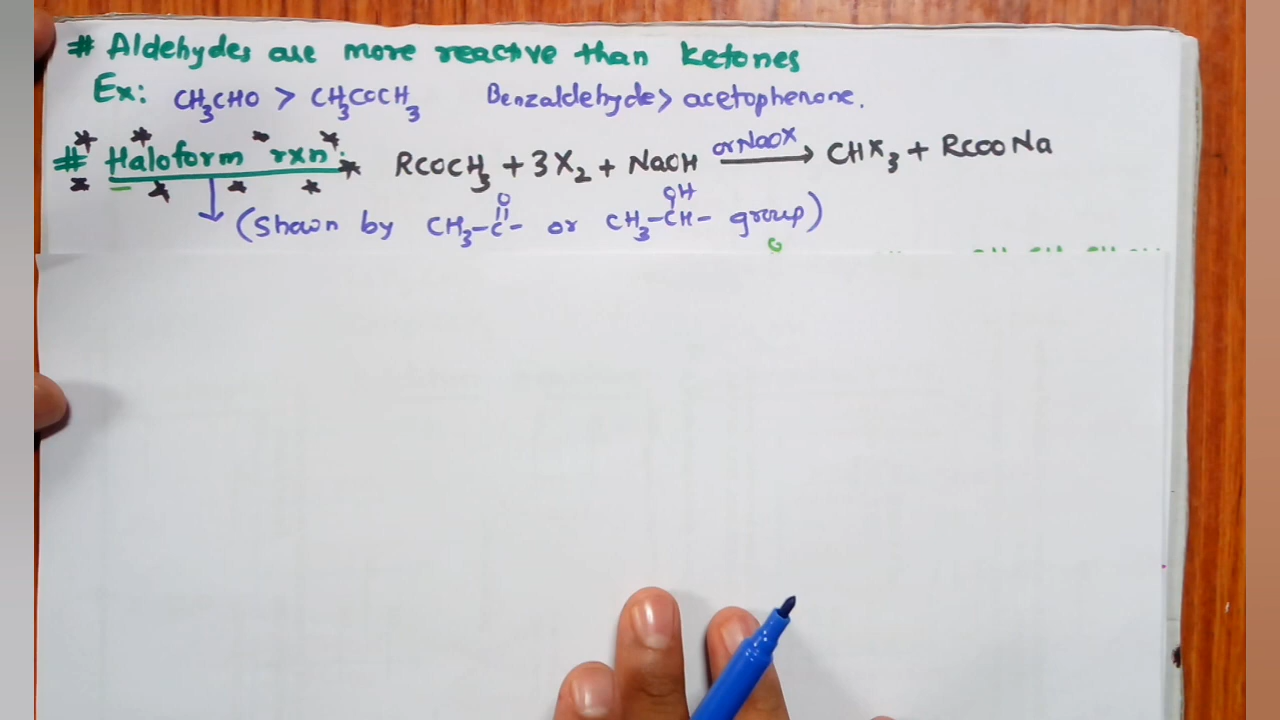 # Aldehydes are more reactive than ketones
Ex: CH₃CHO > CH₃COCH₃ Benzaldehyde > acetophenone.
# Haloform rxn: RCOCH₃ + 3X₂ + NaOH or NaOX → CHX₃ + RCOONa
(Shown by CH₃-C(=O)- or CH₃-CH(OH)- group)